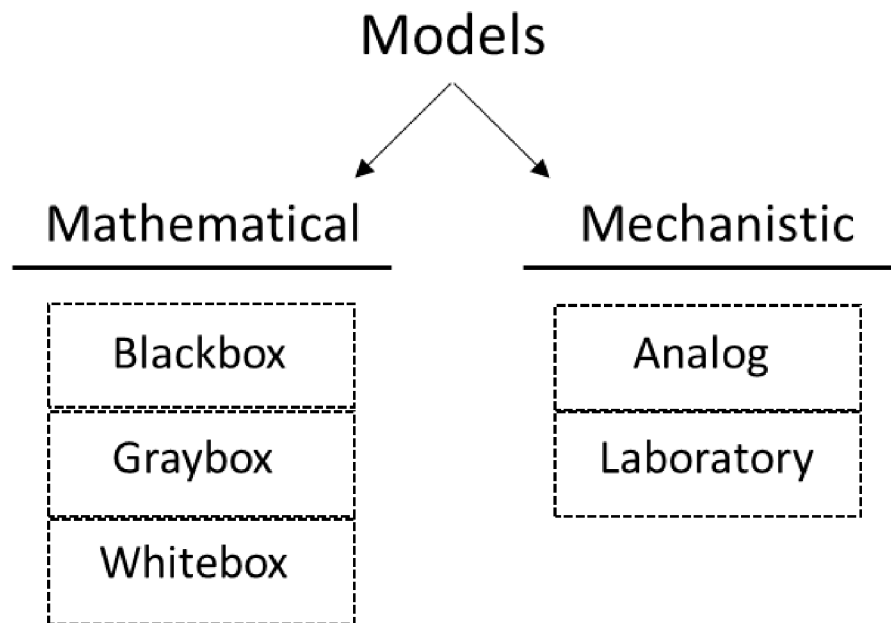 Models
Mathematical
Mechanistic
Blackbox
Graybox
Whitebox
Analog
Laboratory